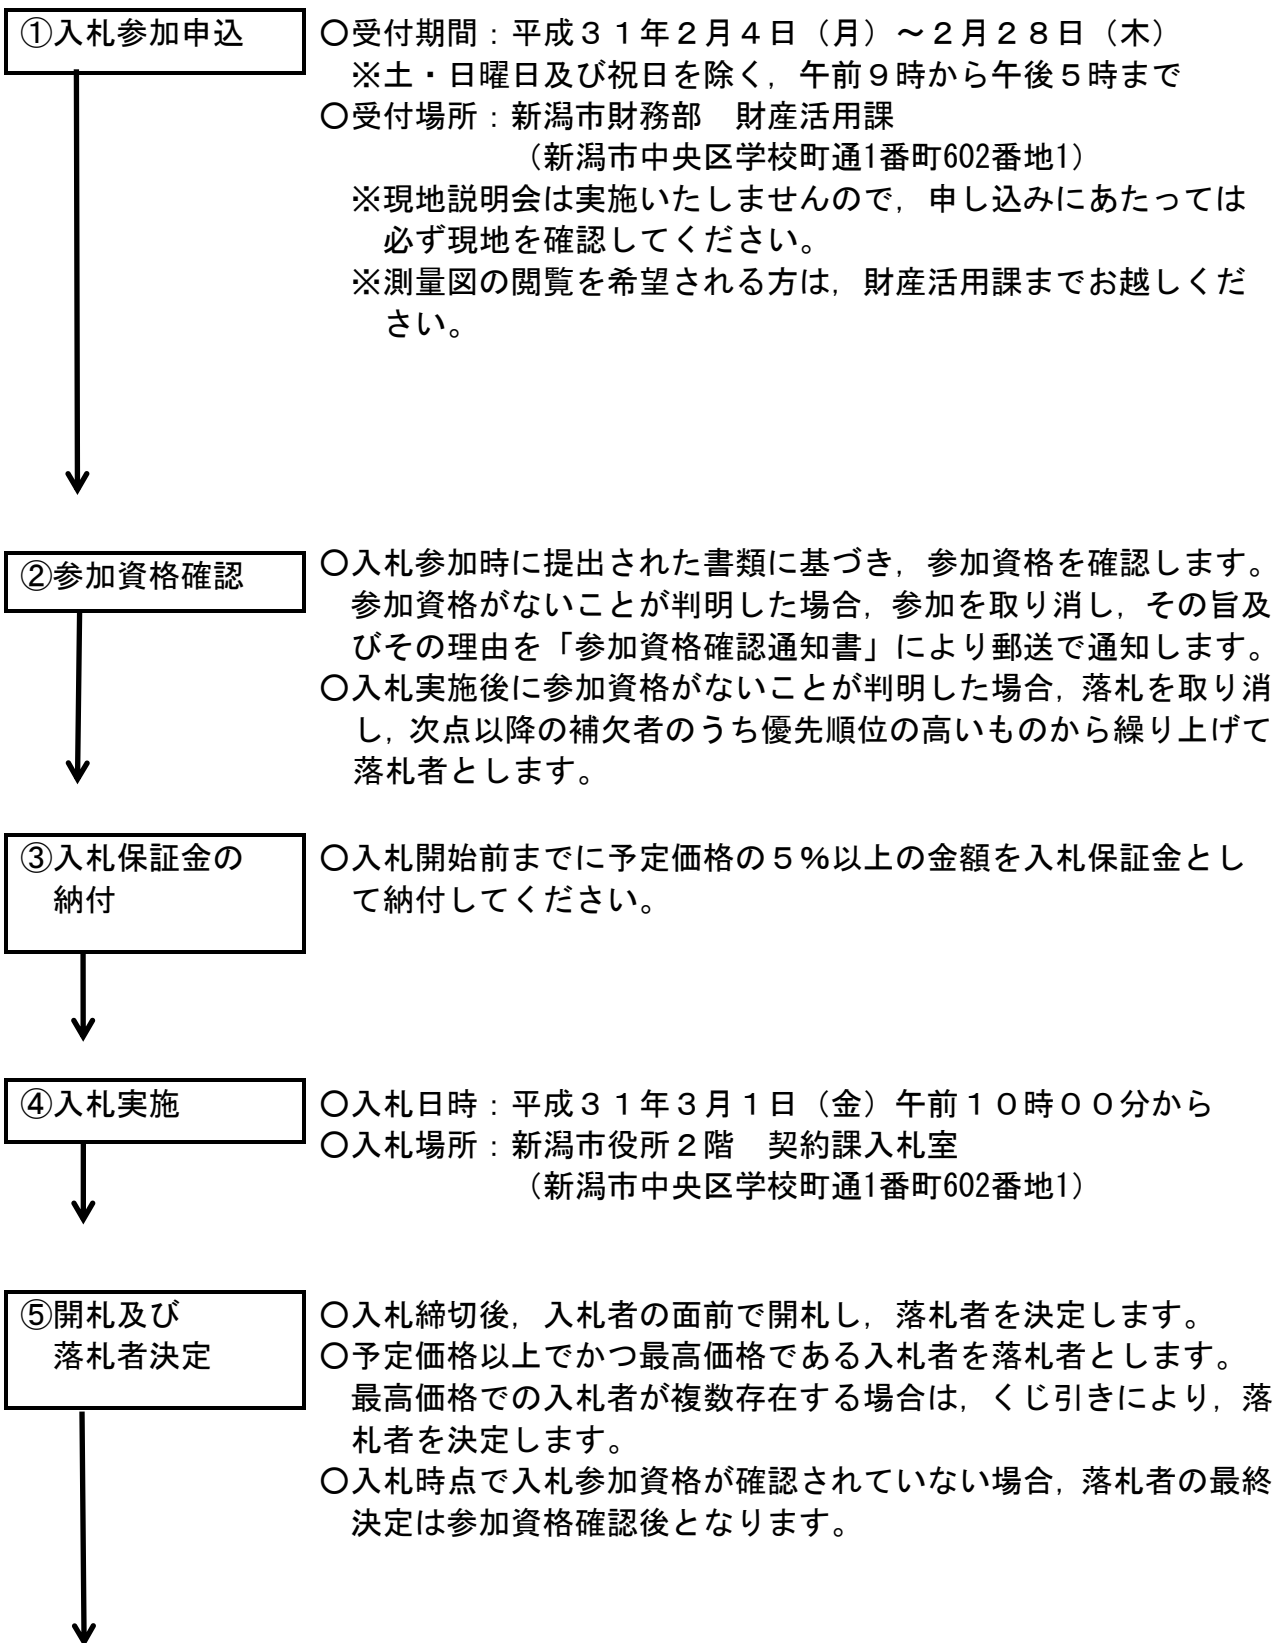 ①入札参加申込
○受付期間：平成３１年２月４日（月）～２月２８日（木）
※土・日曜日及び祝日を除く，午前９時から午後５時まで
○受付場所：新潟市財務部　財産活用課
（新潟市中央区学校町通1番町602番地1）
※現地説明会は実施いたしませんので，申し込みにあたっては
必ず現地を確認してください。
※測量図の閲覧を希望される方は，財産活用課までお越しくだ
さい。
②参加資格確認
○入札参加時に提出された書類に基づき，参加資格を確認します。
参加資格がないことが判明した場合，参加を取り消し，その旨及
びその理由を「参加資格確認通知書」により郵送で通知します。
○入札実施後に参加資格がないことが判明した場合，落札を取り消
し，次点以降の補欠者のうち優先順位の高いものから繰り上げて
落札者とします。
③入札保証金の
納付
○入札開始前までに予定価格の５％以上の金額を入札保証金とし
て納付してください。
④入札実施
○入札日時：平成３１年３月１日（金）午前１０時００分から
○入札場所：新潟市役所２階　契約課入札室
（新潟市中央区学校町通1番町602番地1）
⑤開札及び
落札者決定
○入札締切後，入札者の面前で開札し，落札者を決定します。
○予定価格以上でかつ最高価格である入札者を落札者とします。
最高価格での入札者が複数存在する場合は，くじ引きにより，落
札者を決定します。
○入札時点で入札参加資格が確認されていない場合，落札者の最終
決定は参加資格確認後となります。